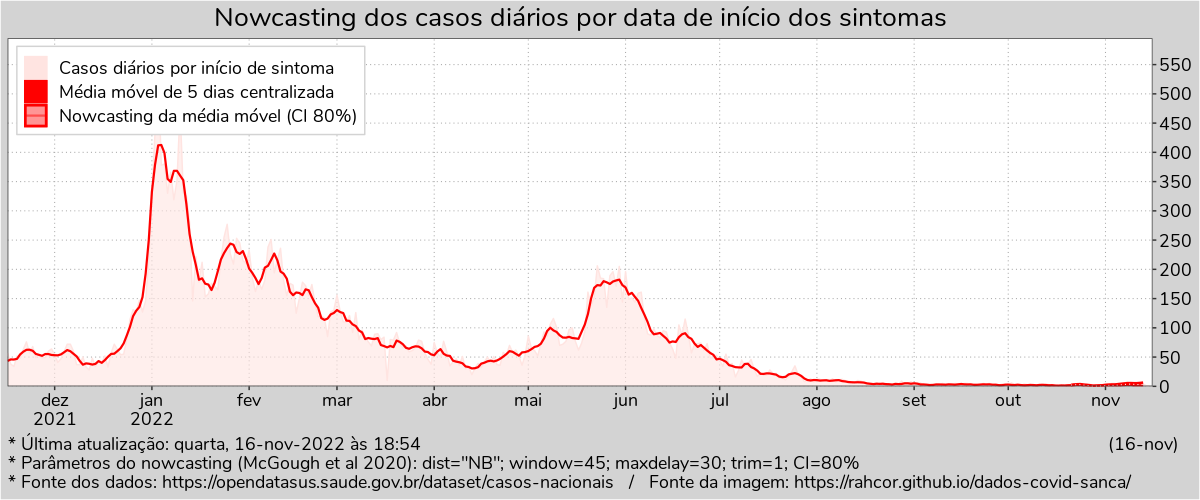 Nowcasting dos casos diários por data de início dos sintomas
Casos diários por início de sintoma
Média móvel de 5 dias centralizada
Nowcasting da média móvel (CI 80%)
550
500
450
400
350
300
250
200
150
100
50
0
dez jan fev mar abr mai jun jul ago set out nov
2021 2022
* Última atualização: quarta, 16-nov-2022 às 18:54 (16-nov)
* Parâmetros do nowcasting (McGough et al 2020): dist="NB"; window=45; maxdelay=30; trim=1; CI=80%
* Fonte dos dados: https://opendatasus.saude.gov.br/dataset/casos-nacionais / Fonte da imagem: https://rahcor.github.io/dados-covid-sanca/